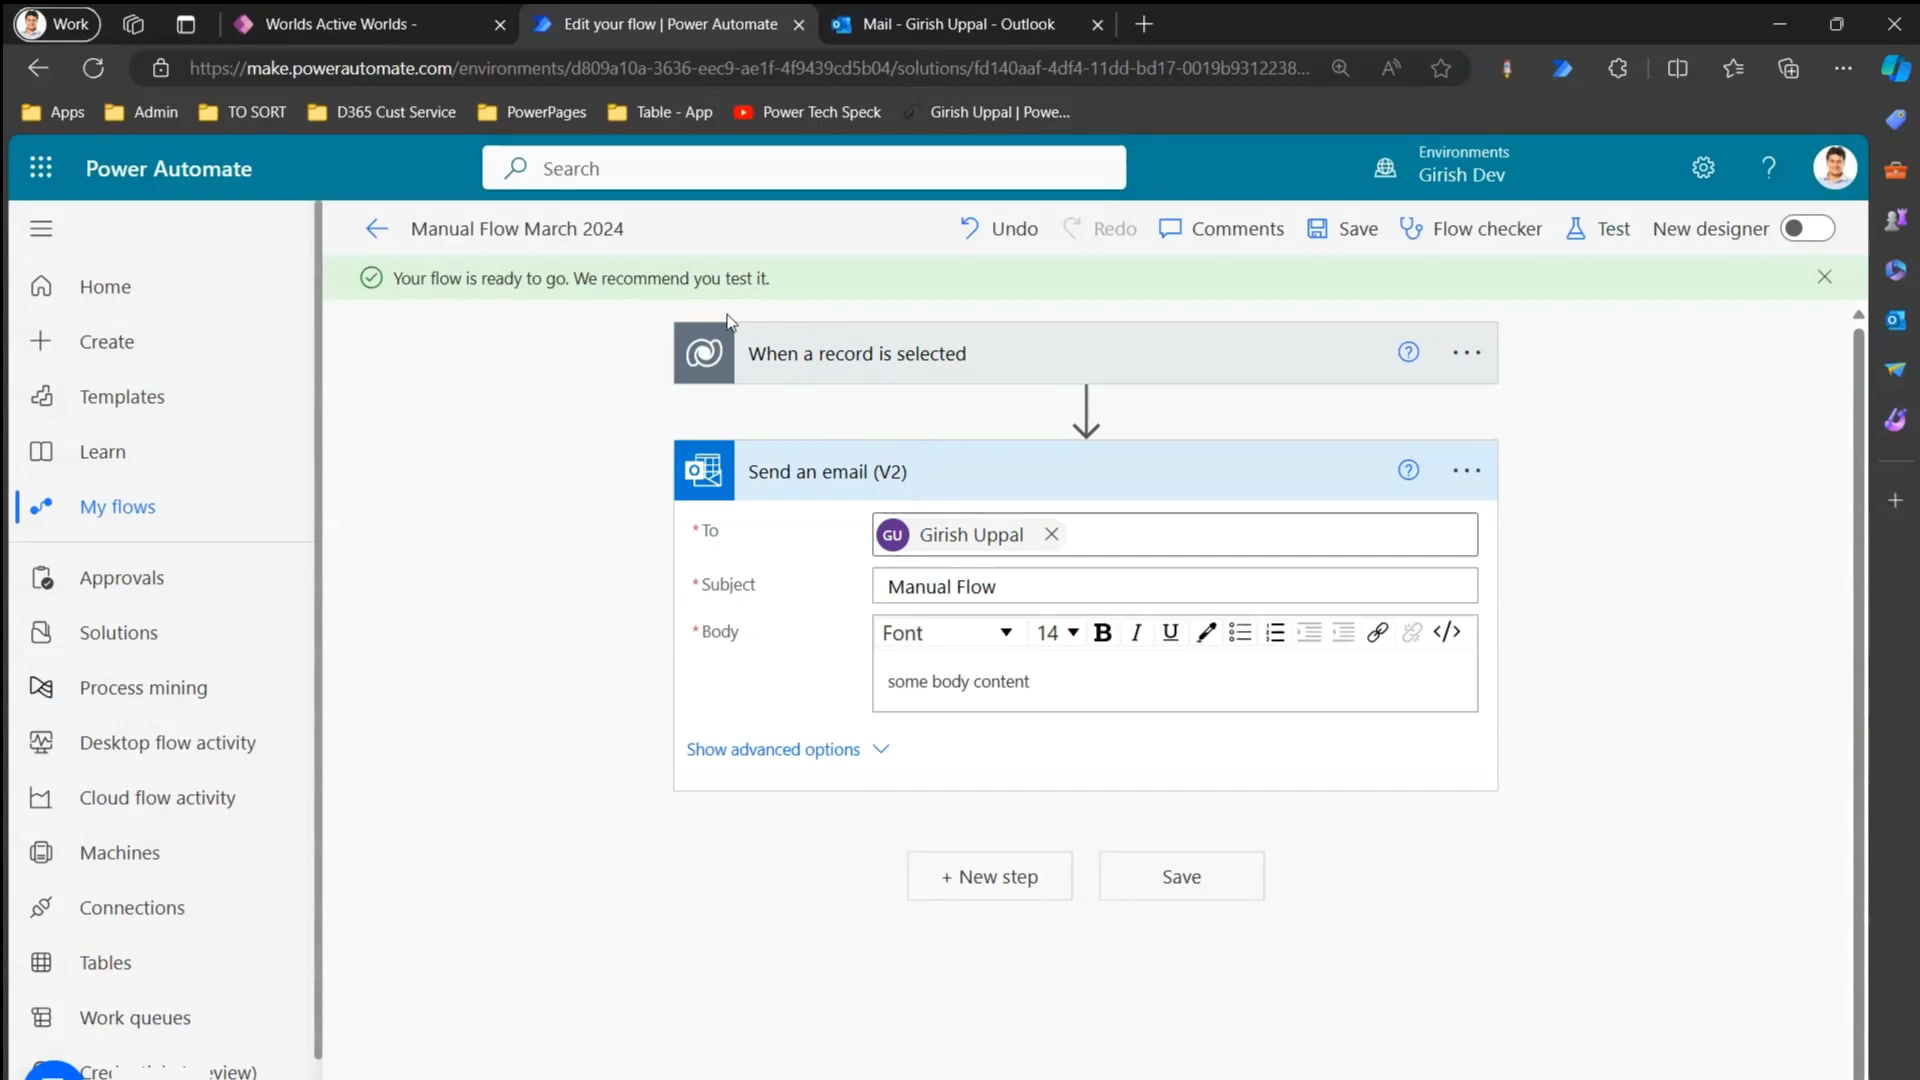 Work
Worlds Active Worlds -
Edit your flow | Power Automate
Mail - Girish Uppal - Outlook
https://make.powerautomate.com/environments/d809a10a-3636-eec9-ae1f-4f9439cd5b04/solutions/fd140aaf-4df4-11dd-bd17-0019b9312238...
Apps
Admin
TO SORT
D365 Cust Service
PowerPages
Table - App
Power Tech Speck
Girish Uppal | Powe...
Power Automate
Search
Environments
Girish Dev
Manual Flow March 2024
Undo
Redo
Comments
Save
Flow checker
Test
New designer
Your flow is ready to go. We recommend you test it.
Home
Create
Templates
Learn
My flows
Approvals
Solutions
Process mining
Desktop flow activity
Cloud flow activity
Machines
Connections
Tables
Work queues
When a record is selected
Send an email (V2)
* To
GU Girish Uppal
* Subject
Manual Flow
* Body
Font
14
B I U
</>
some body content
Show advanced options
+ New step
Save